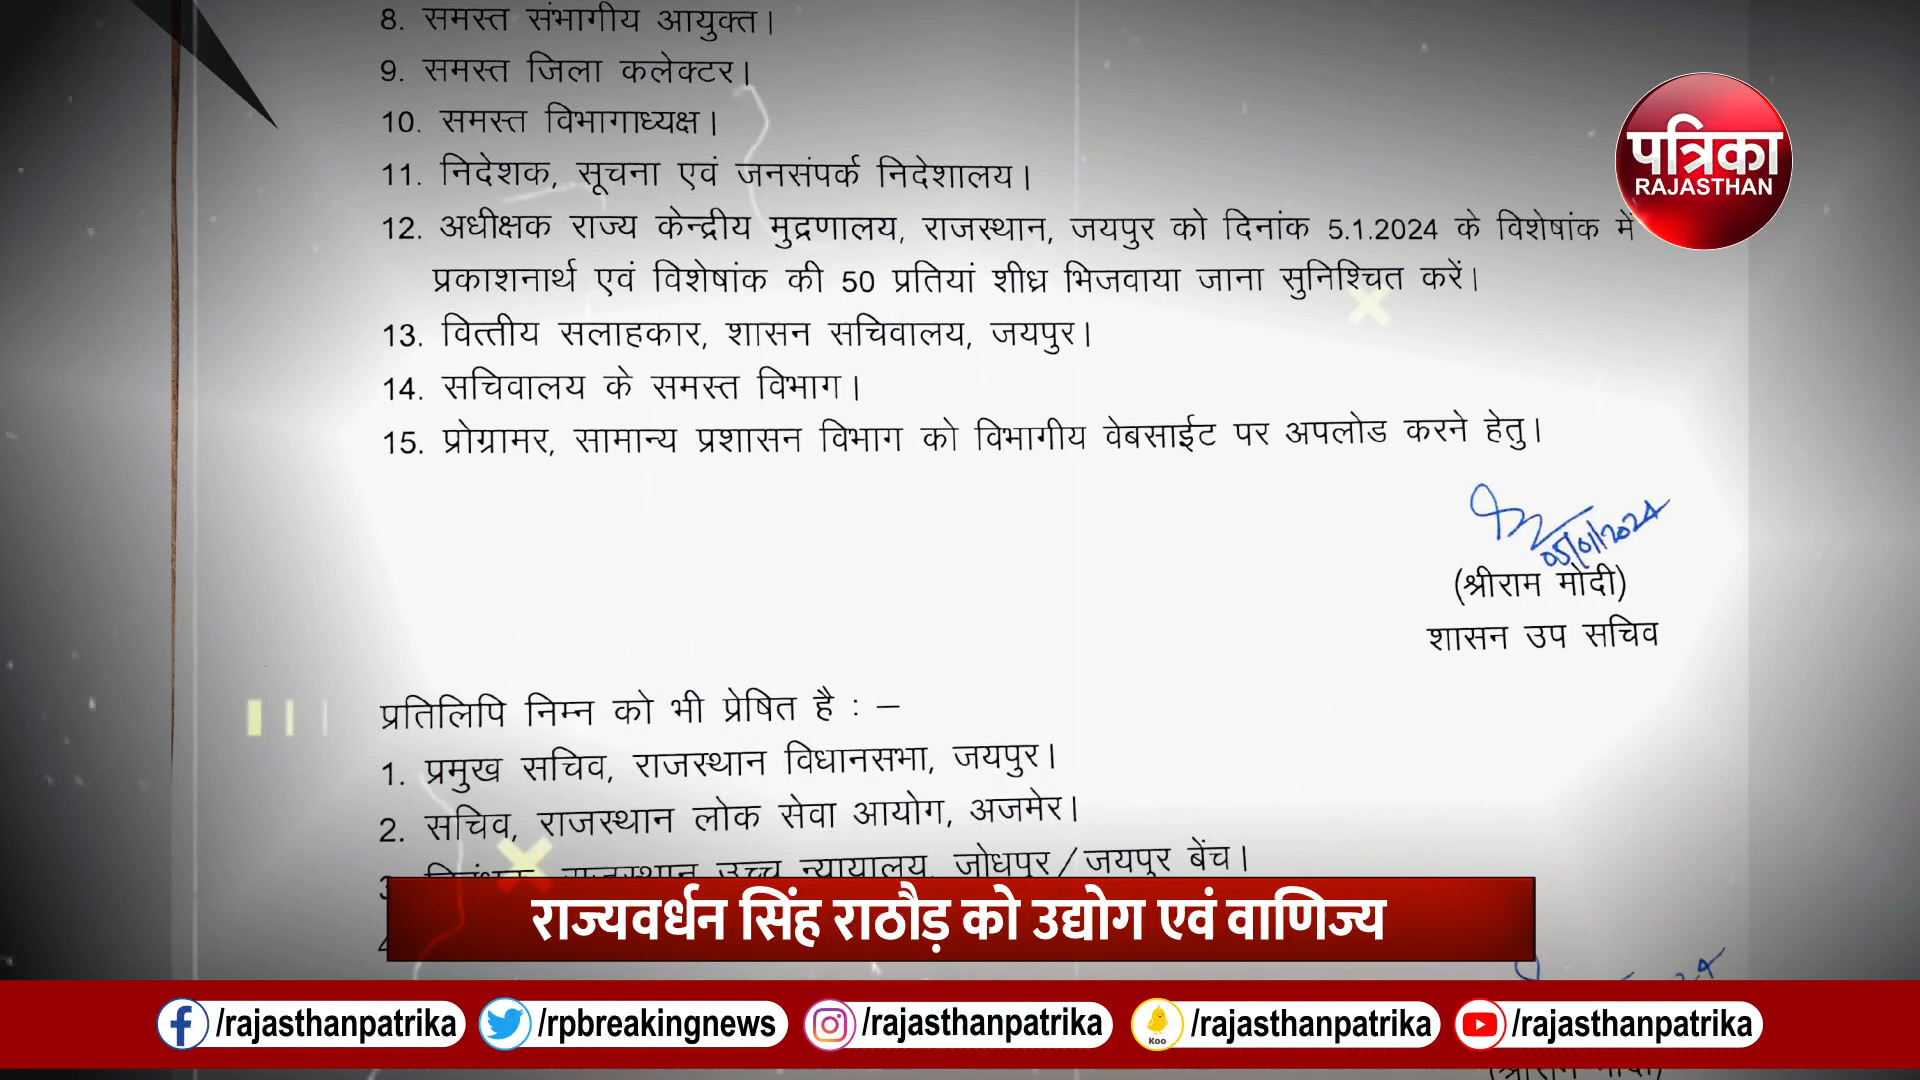 8. समस्त संभागीय आयुक्त।
9. समस्त जिला कलेक्टर।
10. समस्त विभागाध्यक्ष।
11. निदेशक, सूचना एवं जनसंपर्क निदेशालय।
12. अधीक्षक राज्य केन्द्रीय मुद्रणालय, राजस्थान, जयपुर को दिनांक 5.1.2024 के विशेषांक में
प्रकाशनार्थ एवं विशेषांक की 50 प्रतियां शीघ्र भिजवाया जाना सुनिश्चित करें।
13. वित्तीय सलाहकार, शासन सचिवालय, जयपुर।
14. सचिवालय के समस्त विभाग।
15. प्रोग्रामर, सामान्य प्रशासन विभाग को विभागीय वेबसाईट पर अपलोड करने हेतु।
पत्रिका
RAJASTHAN
05/01/2024
(श्रीराम मोदी)
शासन उप सचिव
प्रतिलिपि निम्न को भी प्रेषित है : –
1. प्रमुख सचिव, राजस्थान विधानसभा, जयपुर।
2. सचिव, राजस्थान लोक सेवा आयोग, अजमेर।
राजस्थान उच्च न्यायालय, जोधपुर/जयपुर बेंच।
राज्यवर्धन सिंह राठौड़ को उद्योग एवं वाणिज्य
/rajasthanpatrika /rpbreakingnews /rajasthanpatrika Koo /rajasthanpatrika /rajasthanpatrika